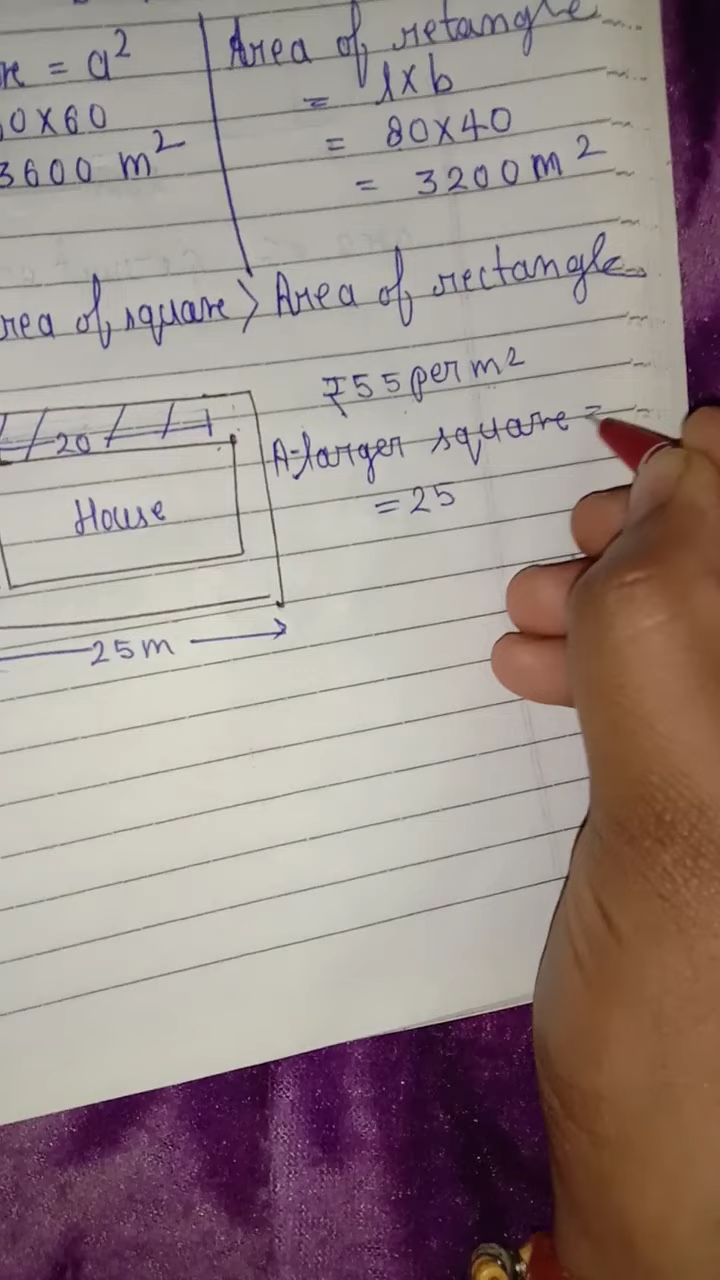 = a²
Area of retangle
= l×b
0×60
= 80×40
3600 m²
= 3200 m²
rea of square > Area of rectangle
₹55 per m²
20
A-larger square =
House
= 25
25m